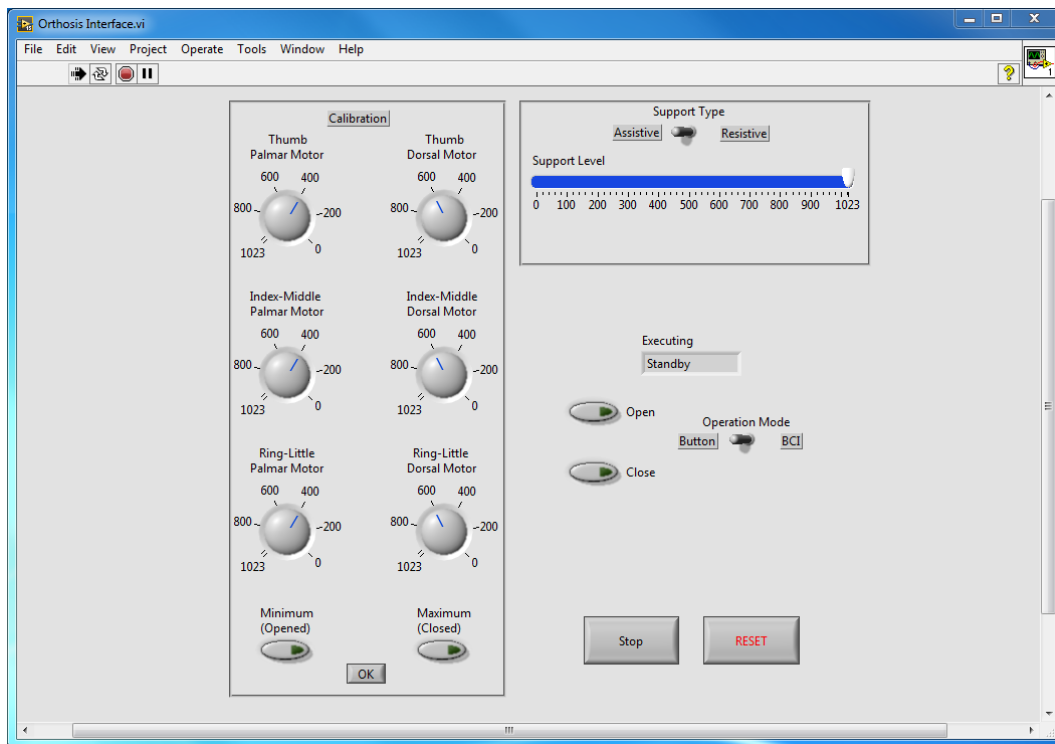 Orthosis Interface.vi
File Edit View Project Operate Tools Window Help
1
Calibration
Thumb
Palmar Motor
600 400
800 200
1023 0
Thumb
Dorsal Motor
600 400
800 200
1023 0
Index-Middle
Palmar Motor
600 400
800 200
1023 0
Index-Middle
Dorsal Motor
600 400
800 200
1023 0
Ring-Little
Palmar Motor
600 400
800 200
1023 0
Ring-Little
Dorsal Motor
600 400
800 200
1023 0
Minimum
(Opened)
Maximum
(Closed)
OK
Support Type
Assistive Resistive
Support Level
0 100 200 300 400 500 600 700 800 900 1023
Executing
Standby
Open
Close
Operation Mode
Button BCI
Stop
RESET